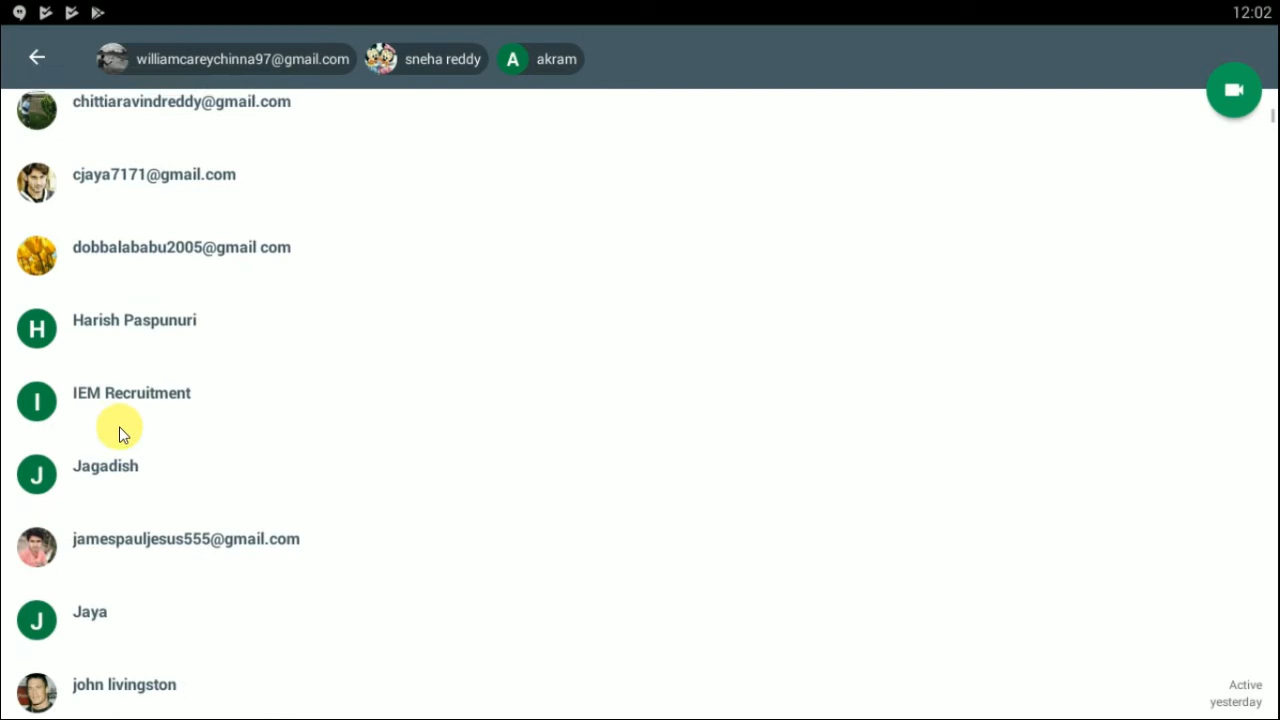 12:02
williamcareychinna97@gmail.com sneha reddy A akram
chittiaravindreddy@gmail.com
cjaya7171@gmail.com
dobbalababu2005@gmail com
H Harish Paspunuri
I IEM Recruitment
J Jagadish
jamespauljesus555@gmail.com
J Jaya
john livingston
Active
yesterday